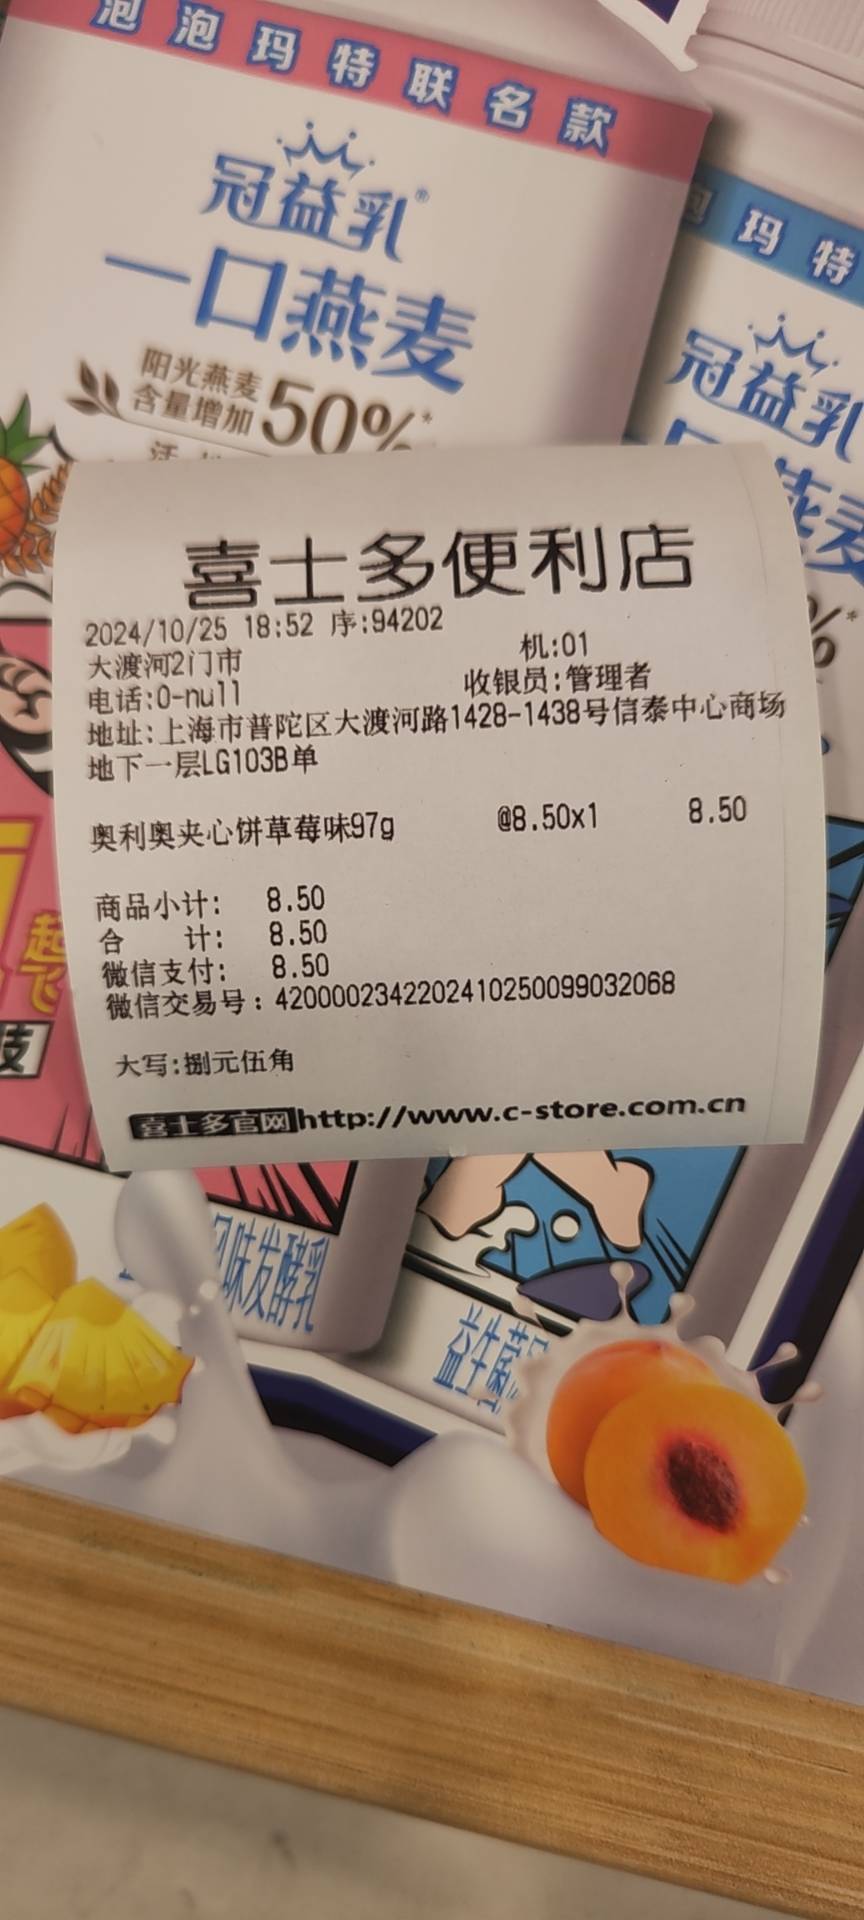 泡泡玛特联名款
冠益乳®
一口燕麦
阳光燕麦
含量增加
50%*
玛特
冠益乳
喜士多便利店
2024/10/25 18:52 序:94202
大渡河2门市 机:01
电话:0-null 收银员:管理者
地址:上海市普陀区大渡河路1428-1438号信泰中心商场
地下一层LG103B单
奥利奥夹心饼草莓味97g @8.50x1 8.50
商品小计: 8.50
合 计: 8.50
微信支付: 8.50
微信交易号: 4200002342202410250099032068
大写:捌元伍角
喜士多官网http://www.c-store.com.cn
起飞
味发酵乳
益生菌